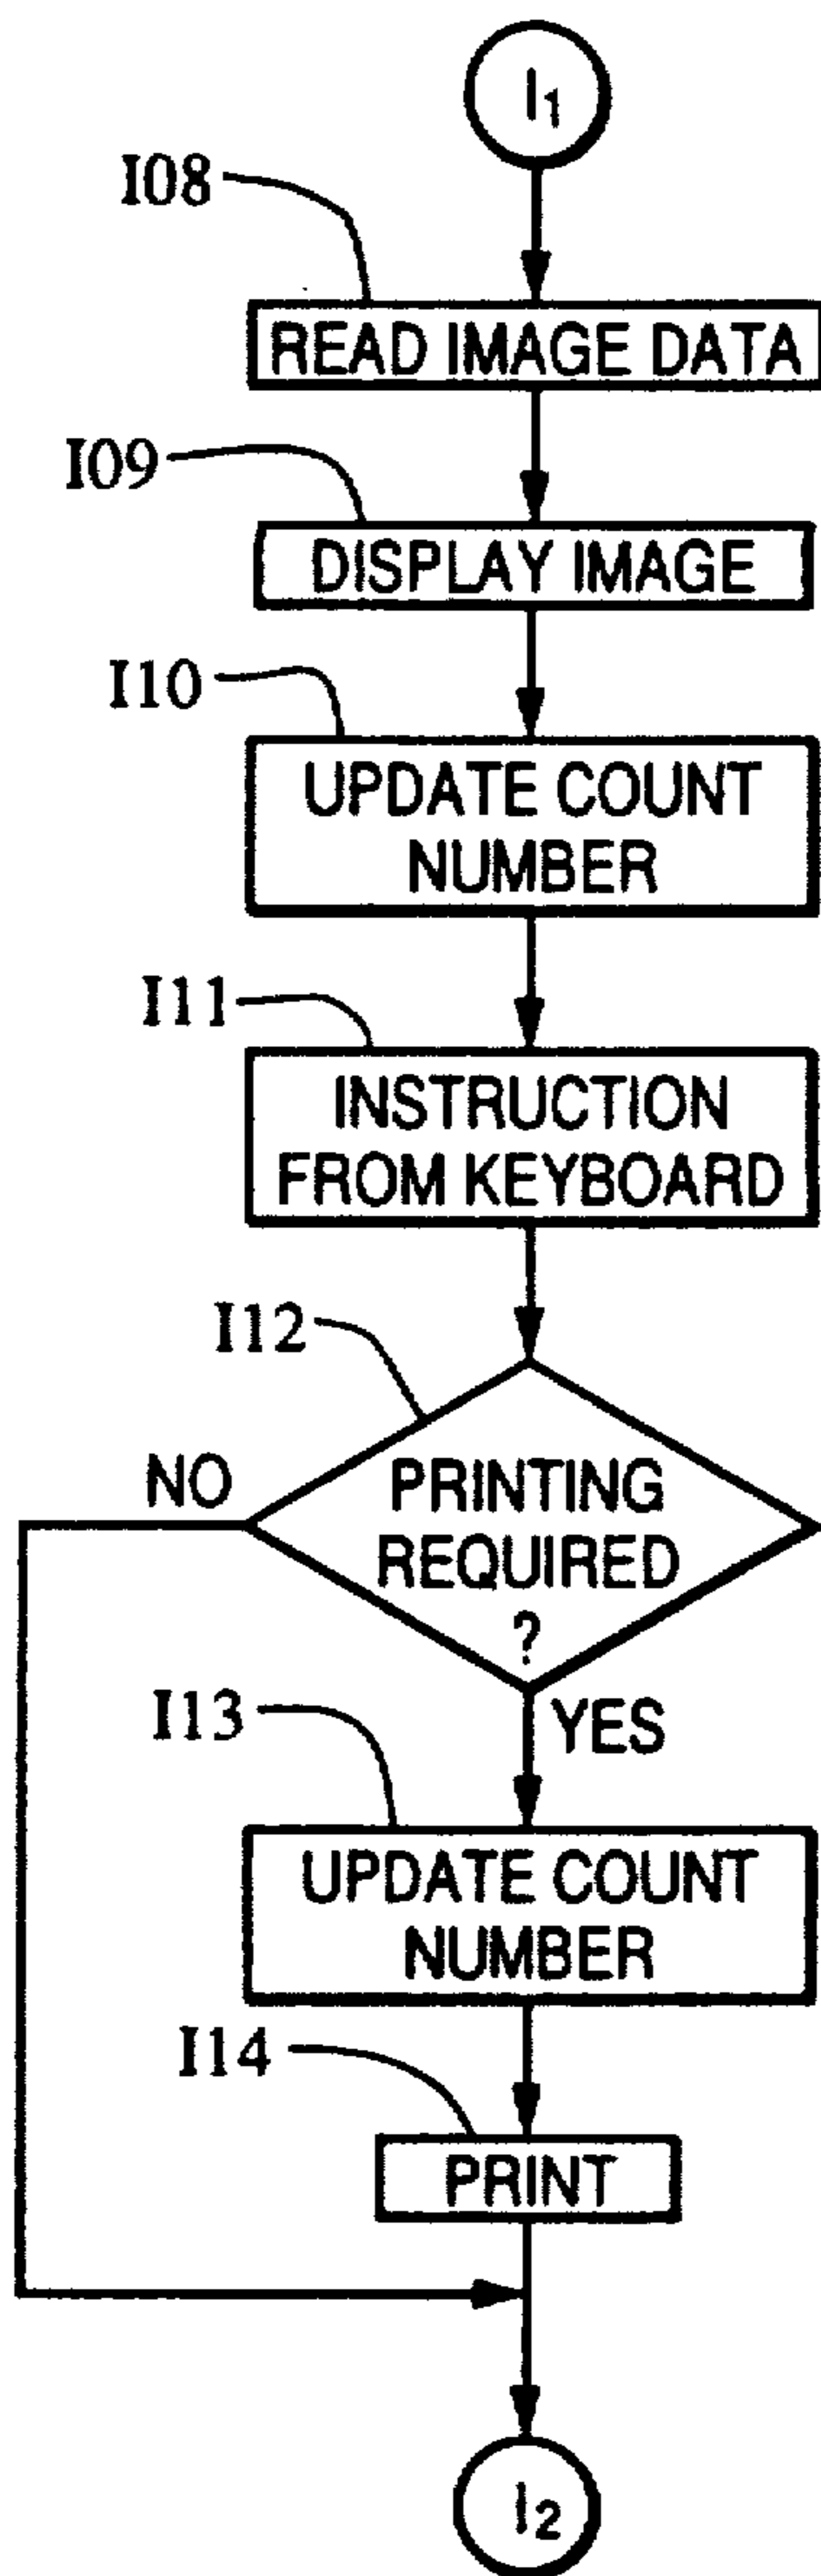 I₁
I08
READ IMAGE DATA
I09
DISPLAY IMAGE
I10
UPDATE COUNT
NUMBER
I11
INSTRUCTION
FROM KEYBOARD
I12
NO
PRINTING
REQUIRED
?
YES
I13
UPDATE COUNT
NUMBER
I14
PRINT
I₂